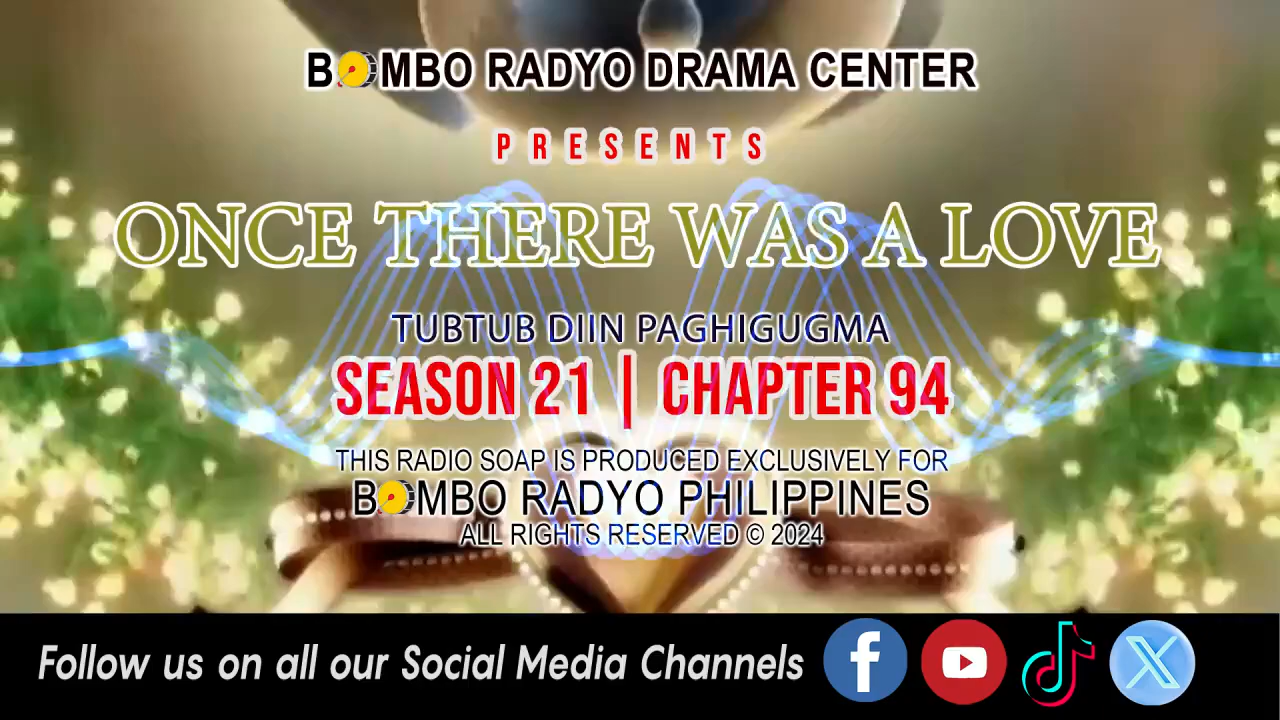 BOMBO RADYO DRAMA CENTER
PRESENTS
ONCE THERE WAS A LOVE
TUBTUB DIIN PAGHIGUGMA
SEASON 21 | CHAPTER 94
THIS RADIO SOAP IS PRODUCED EXCLUSIVELY FOR
BOMBO RADYO PHILIPPINES
ALL RIGHTS RESERVED © 2024
Follow us on all our Social Media Channels